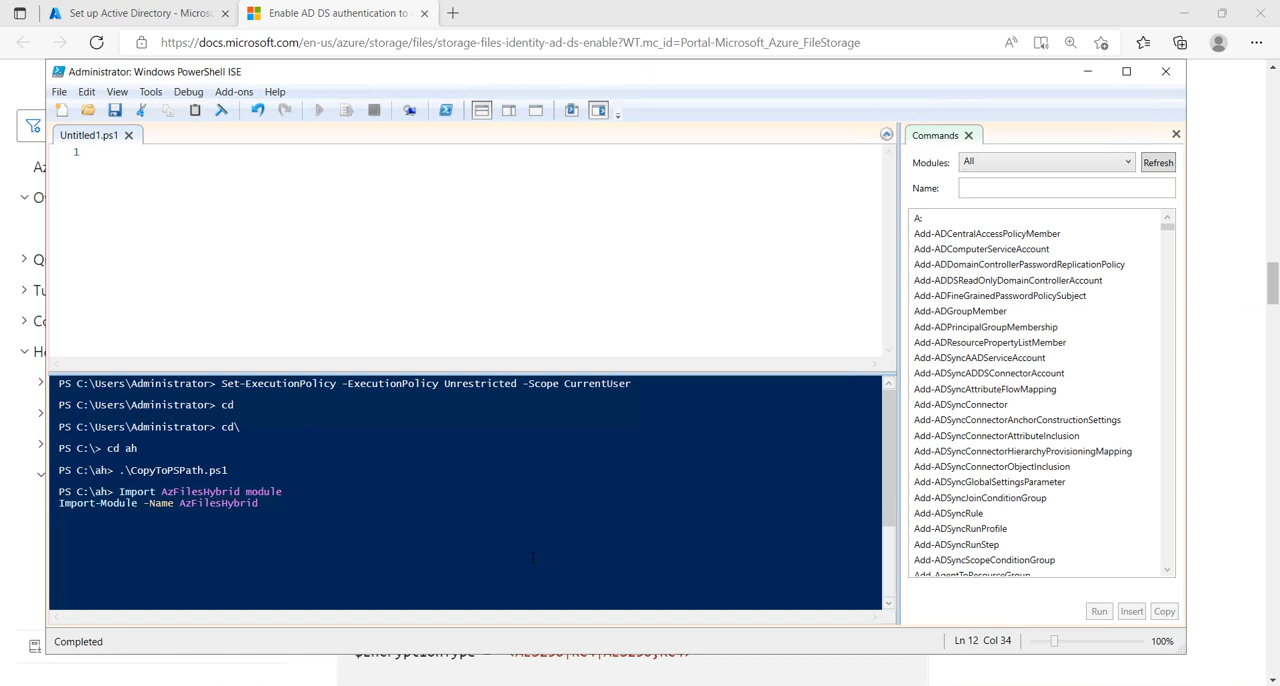 Set up Active Directory - Micros
Enable AD DS authentication to
https://docs.microsoft.com/en-us/azure/storage/files/storage-files-identity-ad-ds-enable?WT.mc_id=Portal-Microsoft_Azure_FileStorage
Administrator: Windows PowerShell ISE
File Edit View Tools Debug Add-ons Help
Untitled1.ps1
1
Commands
Modules: All Refresh
Name:
A:
Add-ADCentralAccessPolicyMember
Add-ADComputerServiceAccount
Add-ADDomainControllerPasswordReplicationPolicy
Add-ADDSReadOnlyDomainControllerAccount
Add-ADFineGrainedPasswordPolicySubject
Add-ADGroupMember
Add-ADPrincipalGroupMembership
Add-ADResourcePropertyListMember
Add-ADSyncAADServiceAccount
Add-ADSyncADDSConnectorAccount
Add-ADSyncAttributeFlowMapping
Add-ADSyncConnector
Add-ADSyncConnectorAnchorConstructionSettings
Add-ADSyncConnectorAttributeInclusion
Add-ADSyncConnectorHierarchyProvisioningMapping
Add-ADSyncConnectorObjectInclusion
Add-ADSyncGlobalSettingsParameter
Add-ADSyncJoinConditionGroup
Add-ADSyncRule
Add-ADSyncRunProfile
Add-ADSyncRunStep
Add-ADSyncScopeConditionGroup
Add-AgentToResourceGroup
Run Insert Copy
PS C:\Users\Administrator> Set-ExecutionPolicy -ExecutionPolicy Unrestricted -Scope CurrentUser
PS C:\Users\Administrator> cd
PS C:\Users\Administrator> cd\
PS C:\> cd ah
PS C:\ah> .\CopyToPSPath.ps1
PS C:\ah> Import AzFilesHybrid module
Import-Module -Name AzFilesHybrid
Completed
Ln 12 Col 34
100%
Az
O
Q
Tu
Co
H